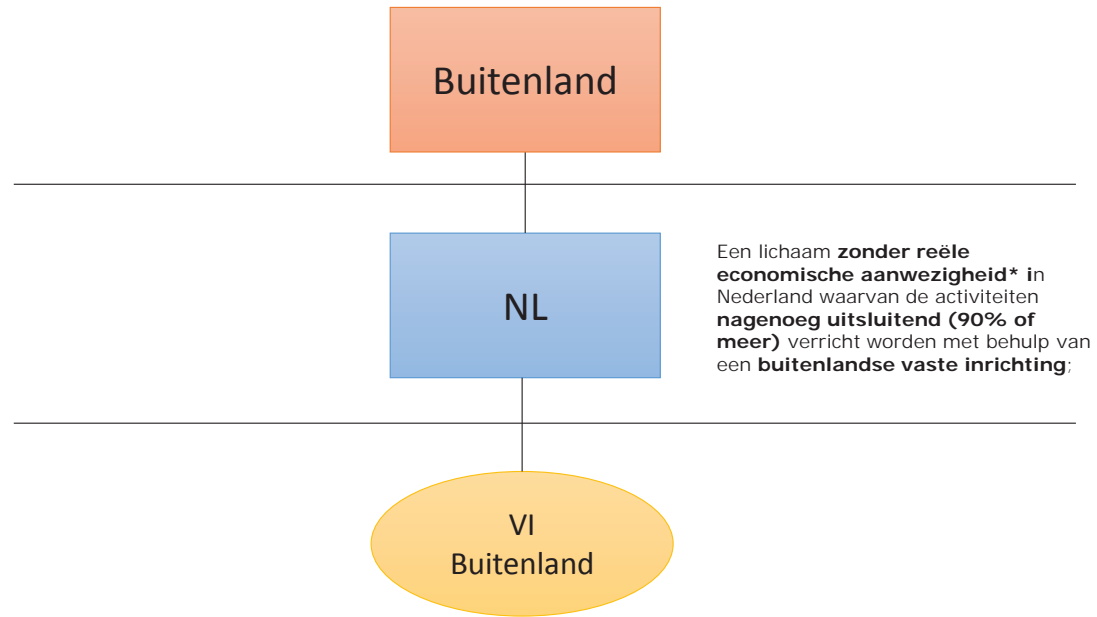 Buitenland
NL
Een lichaam zonder reële
economische aanwezigheid* in
Nederland waarvan de activiteiten
nagenoeg uitsluitend (90% of
meer) verricht worden met behulp van
een buitenlandse vaste inrichting;
VI
Buitenland